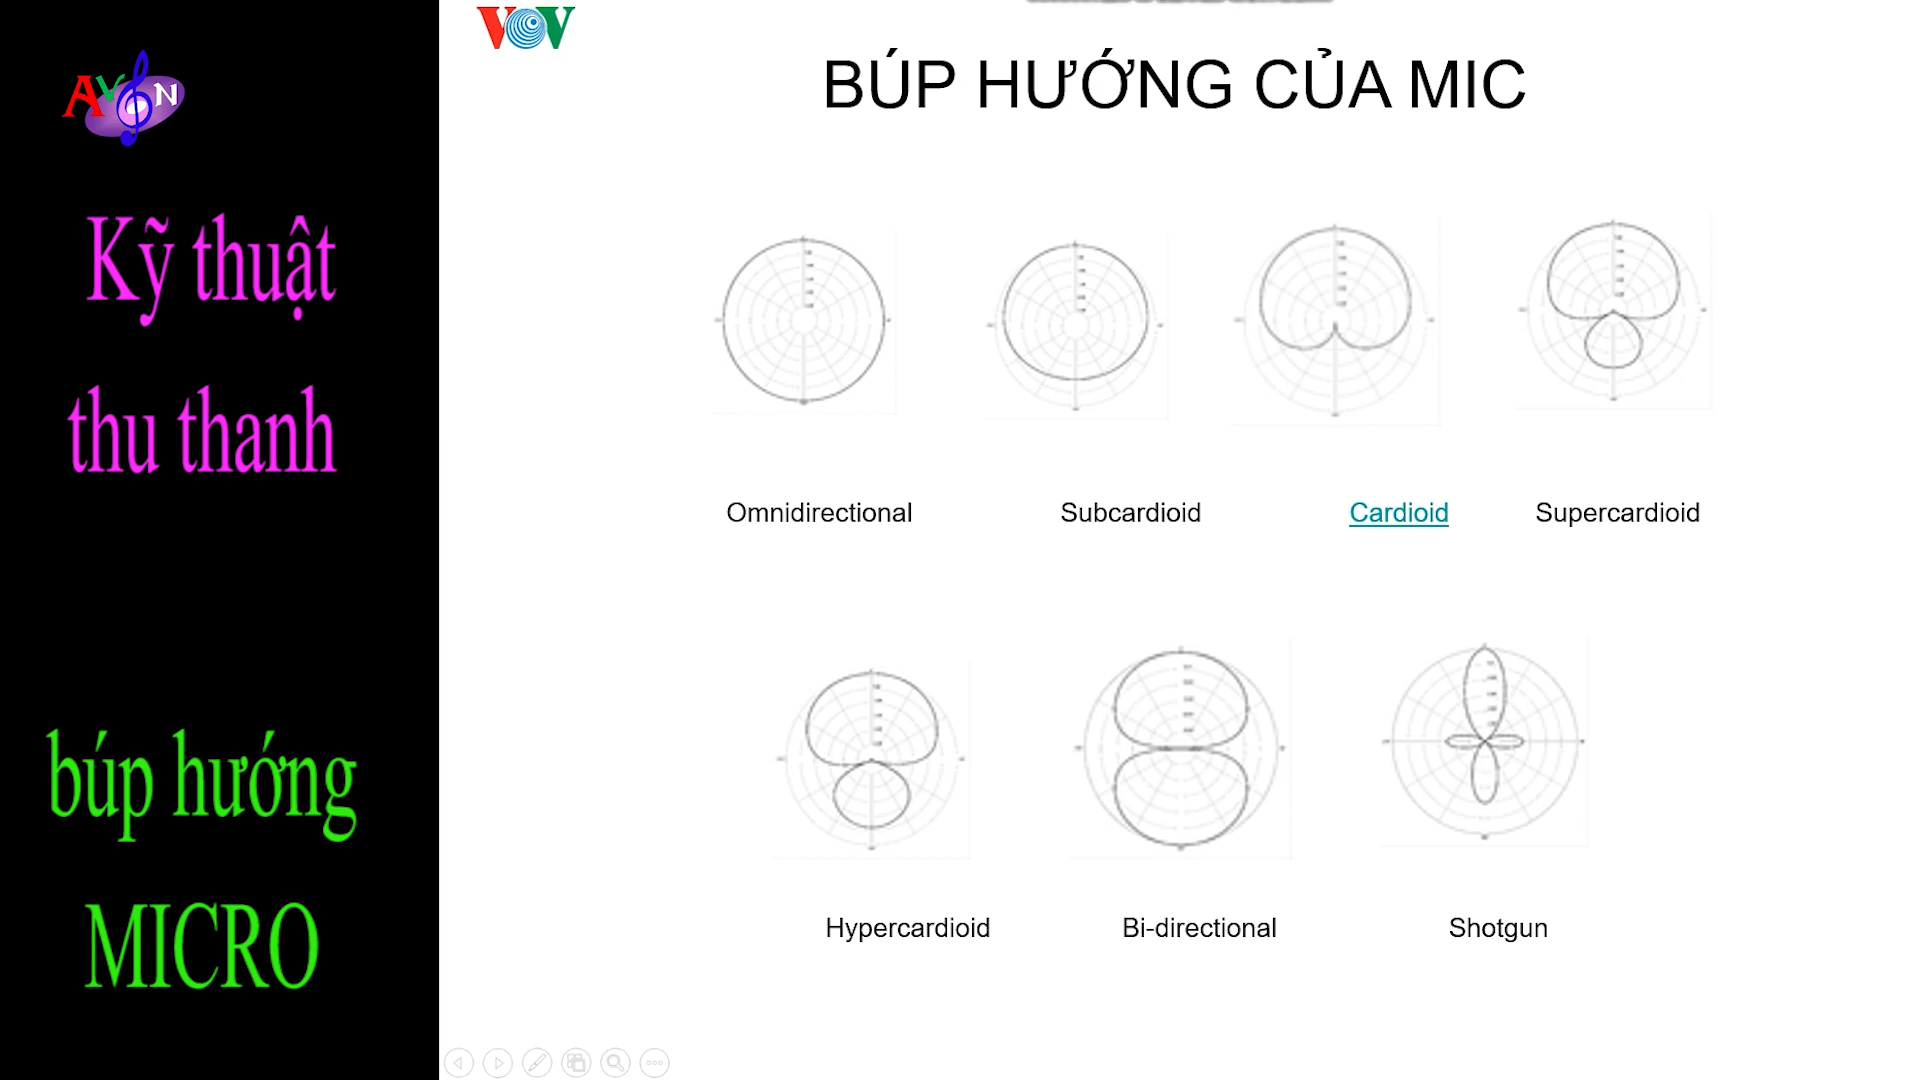 AVON
Kỹ thuật
thu thanh
búp hướng
MICRO
VOV
BÚP HƯỚNG CỦA MIC
Omnidirectional
Subcardioid
Cardioid
Supercardioid
Hypercardioid
Bi-directional
Shotgun